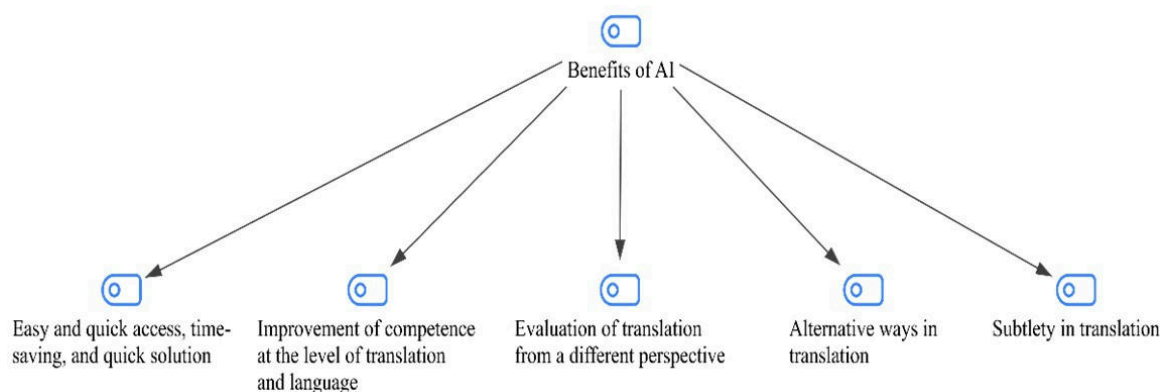 Benefits of AI
Easy and quick access, time-
saving, and quick solution
Improvement of competence
at the level of translation
and language
Evaluation of translation
from a different perspective
Alternative ways in
translation
Subtlety in translation